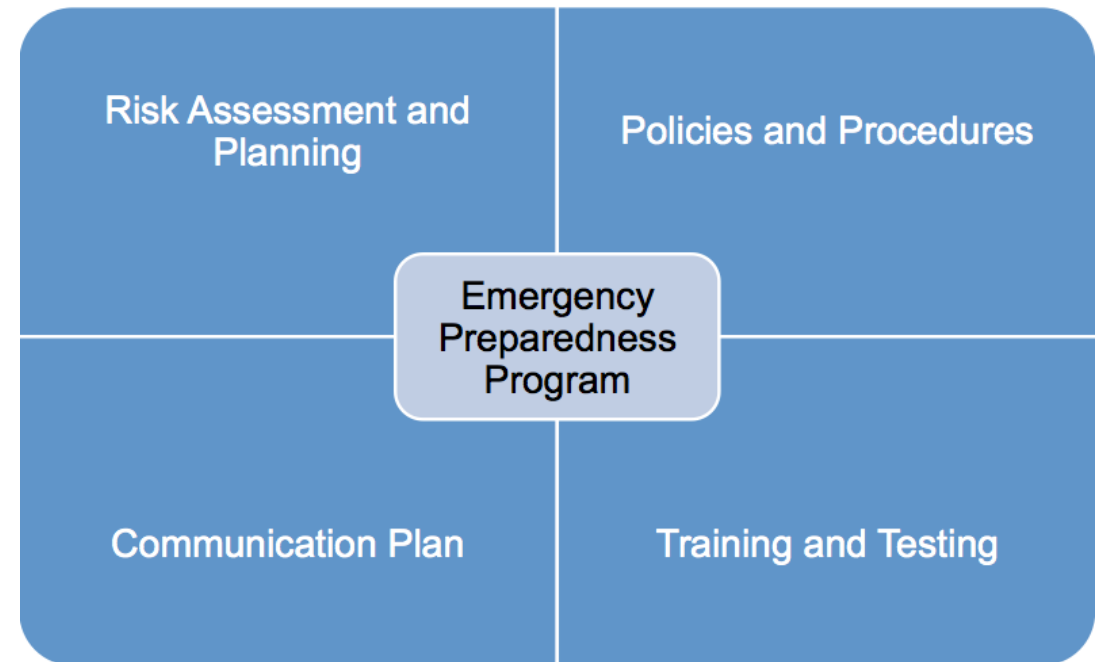 Risk Assessment and
Planning
Policies and Procedures
Emergency
Preparedness
Program
Communication Plan
Training and Testing